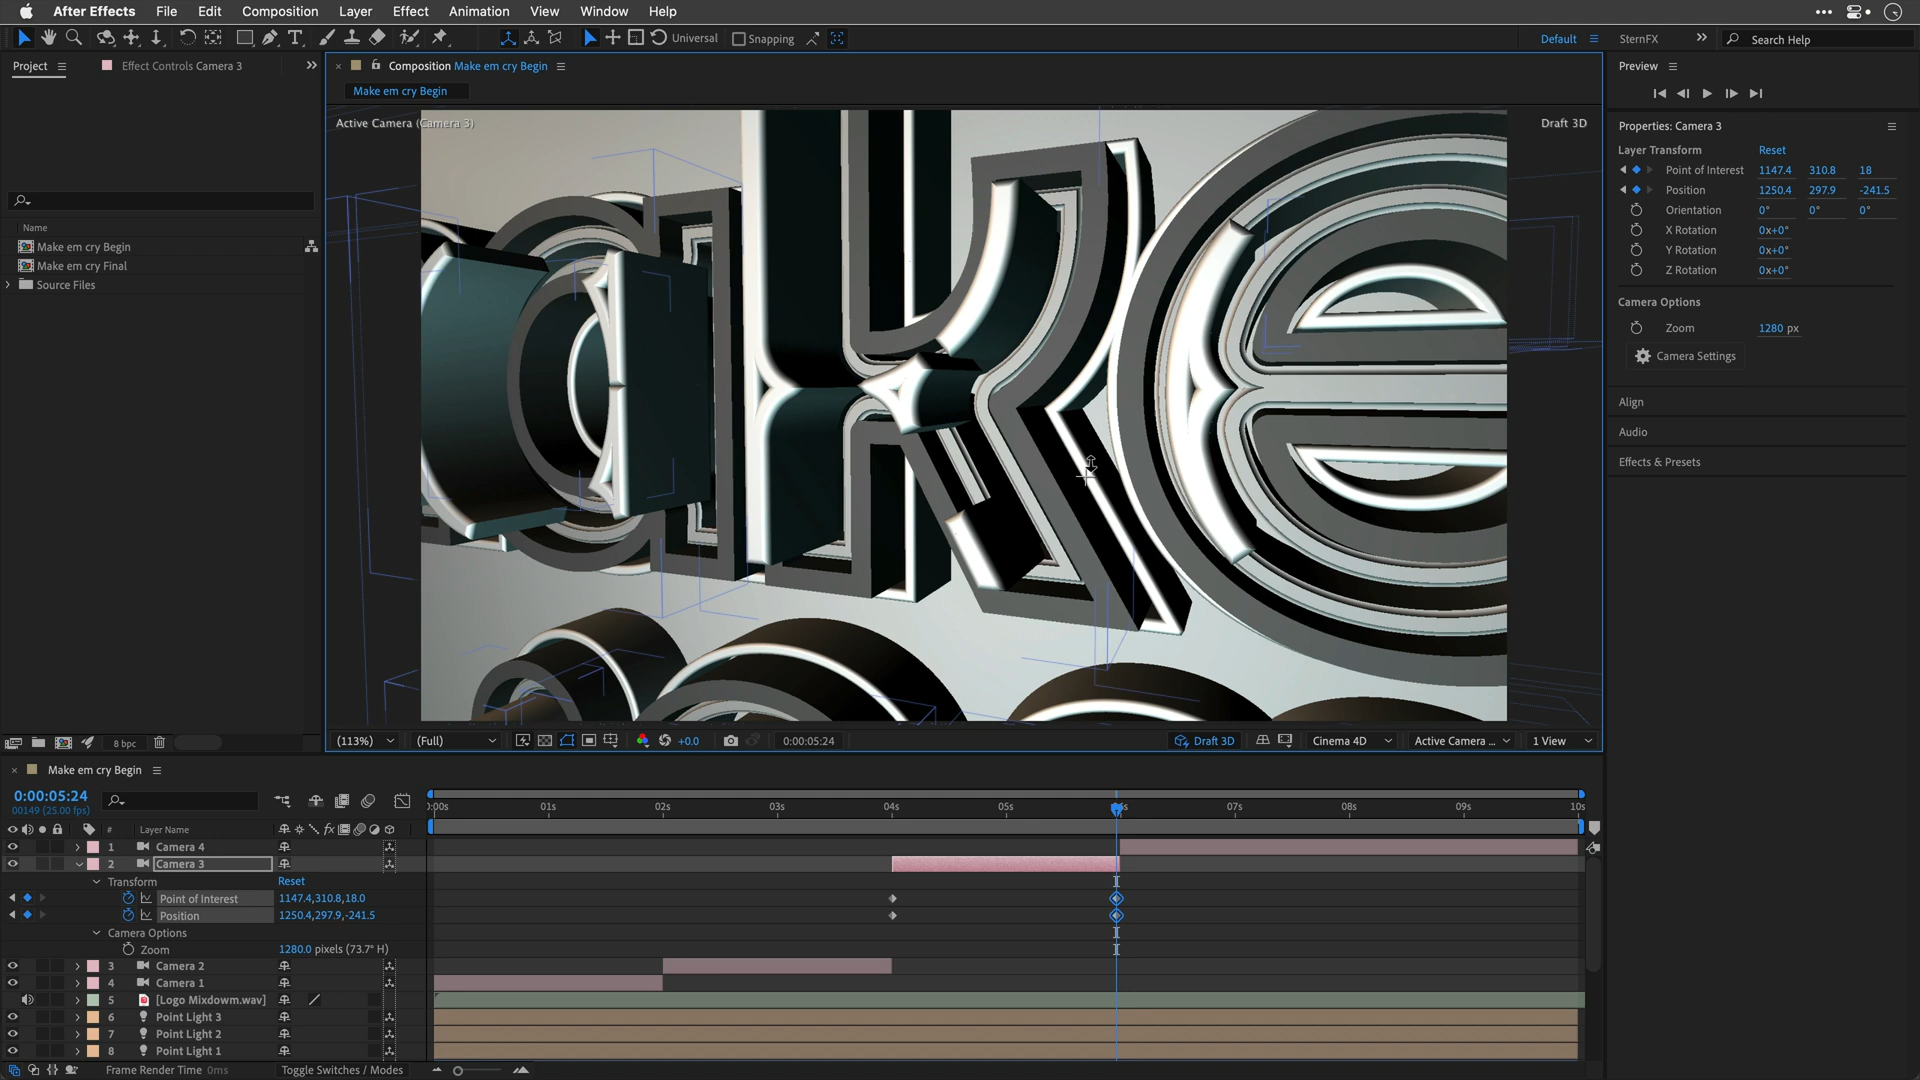 After Effects File Edit Composition Layer Effect Animation View Window Help
Universal Snapping Default SternFX Search Help
Project Effect Controls Camera 3
Composition Make em cry Begin
Make em cry Begin
Active Camera (Camera 3) Draft 3D
Name
Make em cry Begin
Make em cry Final
Source Files
8 bpc
ake
(113%) (Full) +0.0 0:00:05:24 Draft 3D Cinema 4D Active Camera ... 1 View
Preview
Properties: Camera 3
Layer Transform Reset
Point of Interest 1147.4 310.8 18
Position 1250.4 297.9 -241.5
Orientation 0° 0° 0°
X Rotation 0x+0°
Y Rotation 0x+0°
Z Rotation 0x+0°
Camera Options
Zoom 1280 px
Camera Settings
Align
Audio
Effects & Presets
Make em cry Begin
0:00:05:24
00149 (25.00 fps)
01s 02s 03s 04s 05s 07s 08s 09s 10s
# Layer Name
1 Camera 4
2 Camera 3
Transform Reset
Point of Interest 1147.4,310.8,18.0
Position 1250.4,297.9,-241.5
Camera Options
Zoom 1280.0 pixels (73.7° H)
3 Camera 2
4 Camera 1
5 [Logo Mixdowm.wav]
6 Point Light 3
7 Point Light 2
8 Point Light 1
Frame Render Time 0ms Toggle Switches / Modes